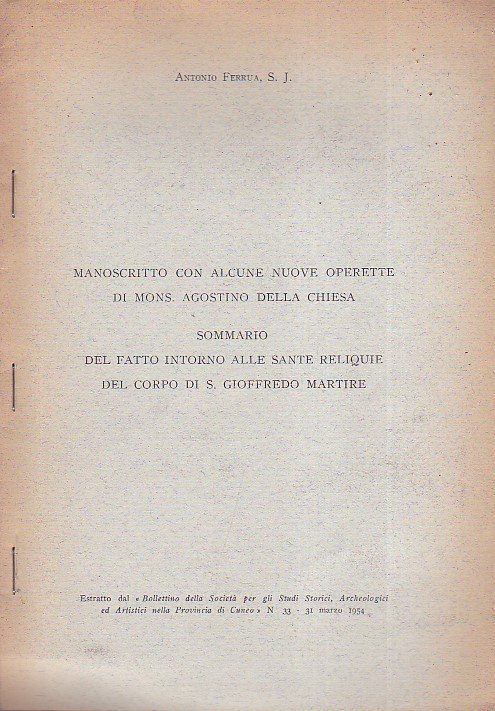 Antonio Ferrua, S. J.
MANOSCRITTO CON ALCUNE NUOVE OPERETTE
DI MONS. AGOSTINO DELLA CHIESA
SOMMARIO
DEL FATTO INTORNO ALLE SANTE RELIQUIE
DEL CORPO DI S. GIOFFREDO MARTIRE
Estratto dal « Bollettino della Società per gli Studi Storici, Archeologici
ed Artistici nella Provincia di Cuneo » N 33 - 31 marzo 1954